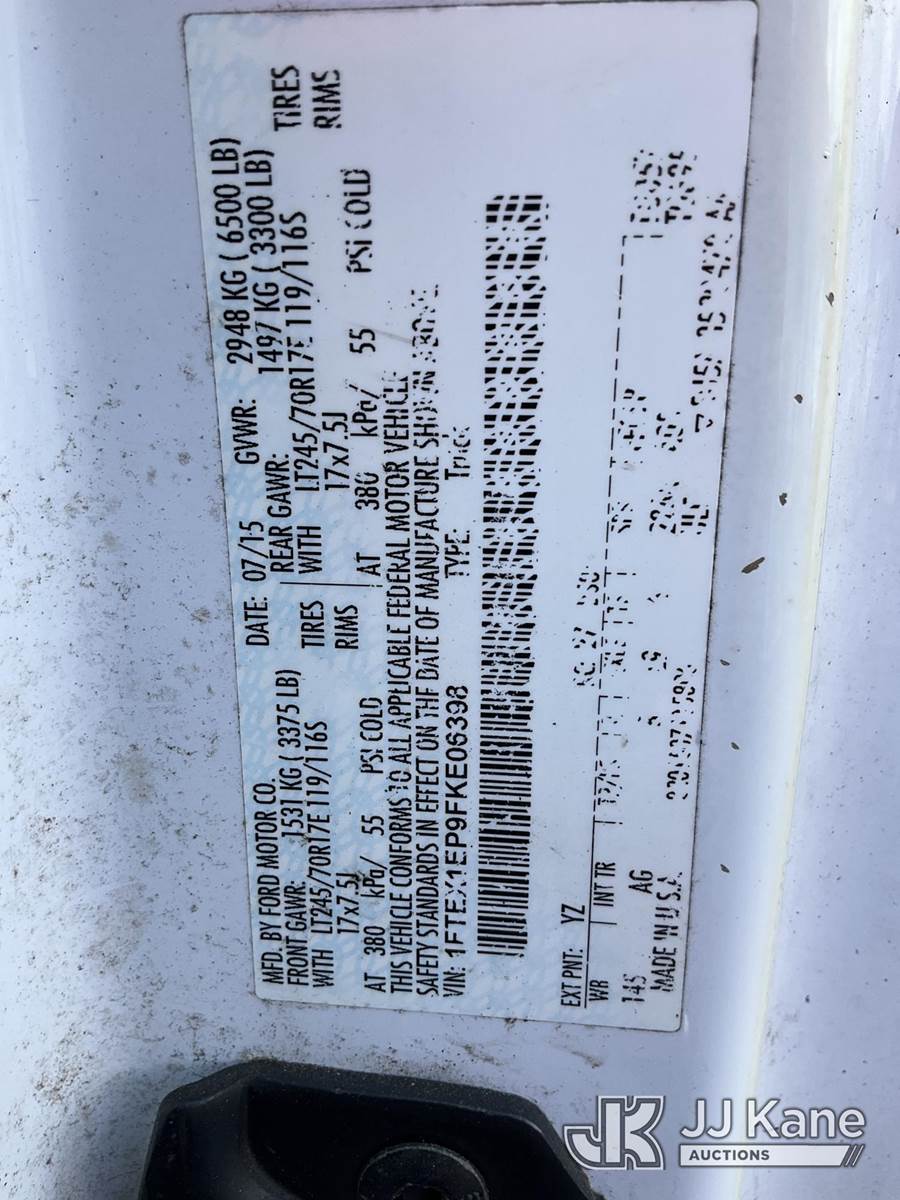 MFD. BY FORD MOTOR CO.
DATE: 07/15 GVWR: 2948 KG ( 6500 LB)
FRONT GAWR: 1531 KG ( 3375 LB) REAR GAWR: 1497 KG ( 3300 LB)
WITH LT245/70R17E 119/116S TIRES WITH LT245/70R17E 119/116S TIRES
17x7.5J RIMS 17x7.5J RIMS
AT 380 kPa/ 55 PSI COLD AT 380 kPa/ 55 PSI COLD
THIS VEHICLE CONFORMS TO ALL APPLICABLE FEDERAL MOTOR VEHICLE
SAFETY STANDARDS IN EFFECT ON THE DATE OF MANUFACTURE SHOWN ABOVE.
VIN: 1FTEX1EP9FKE06398 TYPE: Truck
EXT PNT: YZ
WB INT TR
145 AG
MADE IN U.S.A.
JJ Kane
AUCTIONS